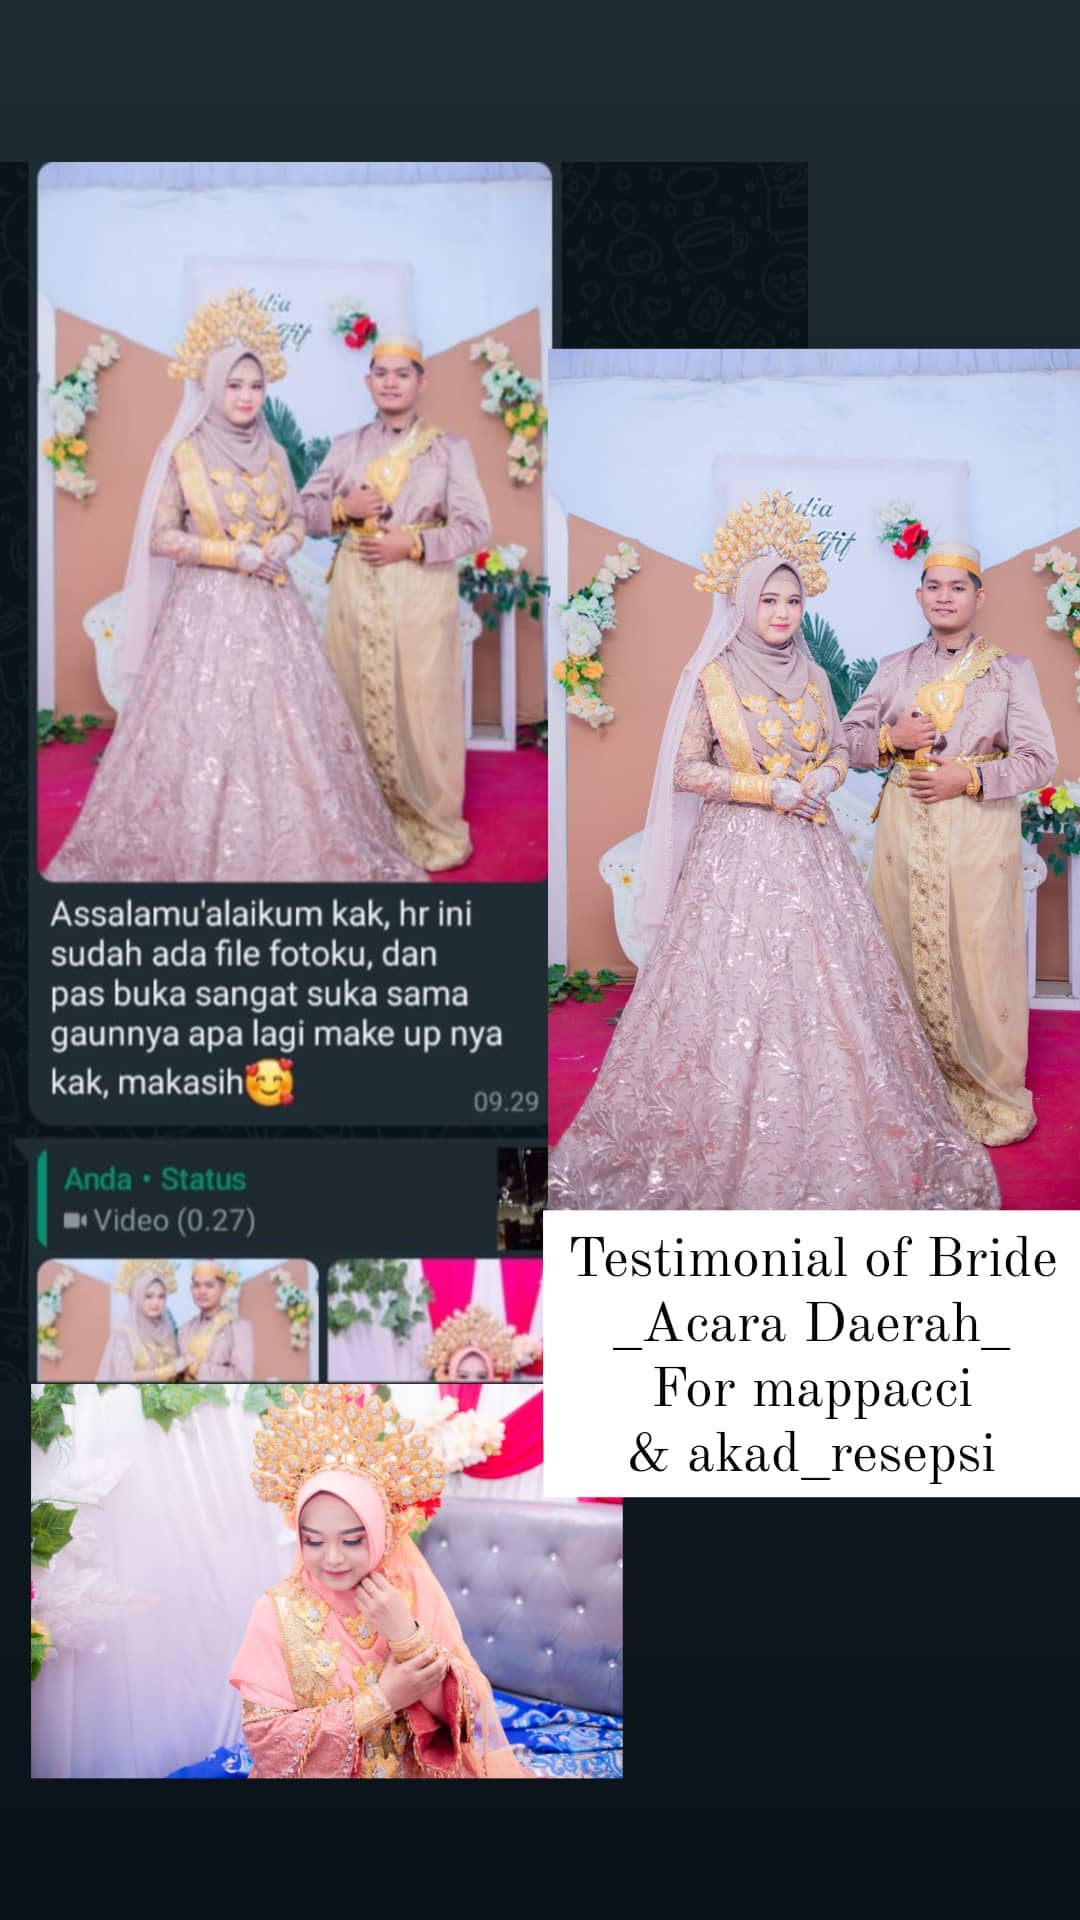 Assalamu'alaikum kak, hr ini
sudah ada file fotoku, dan
pas buka sangat suka sama
gaunnya apa lagi make up nya
kak, makasih🥰
09.29
Anda • Status
Video (0.27)
Testimonial of Bride
_Acara Daerah_
For mappacci
& akad_resepsi